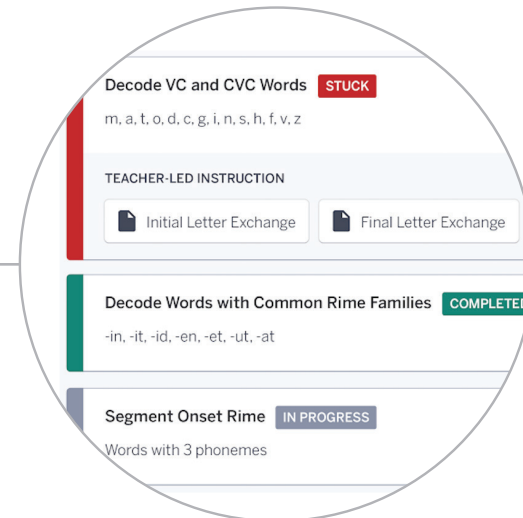 Decode VC and CVC Words STUCK
m, a, t, o, d, c, g, i, n, s, h, f, v, z
TEACHER-LED INSTRUCTION
Initial Letter Exchange Final Letter Exchange
Decode Words with Common Rime Families COMPLETED
-in, -it, -id, -en, -et, -ut, -at
Segment Onset Rime IN PROGRESS
Words with 3 phonemes